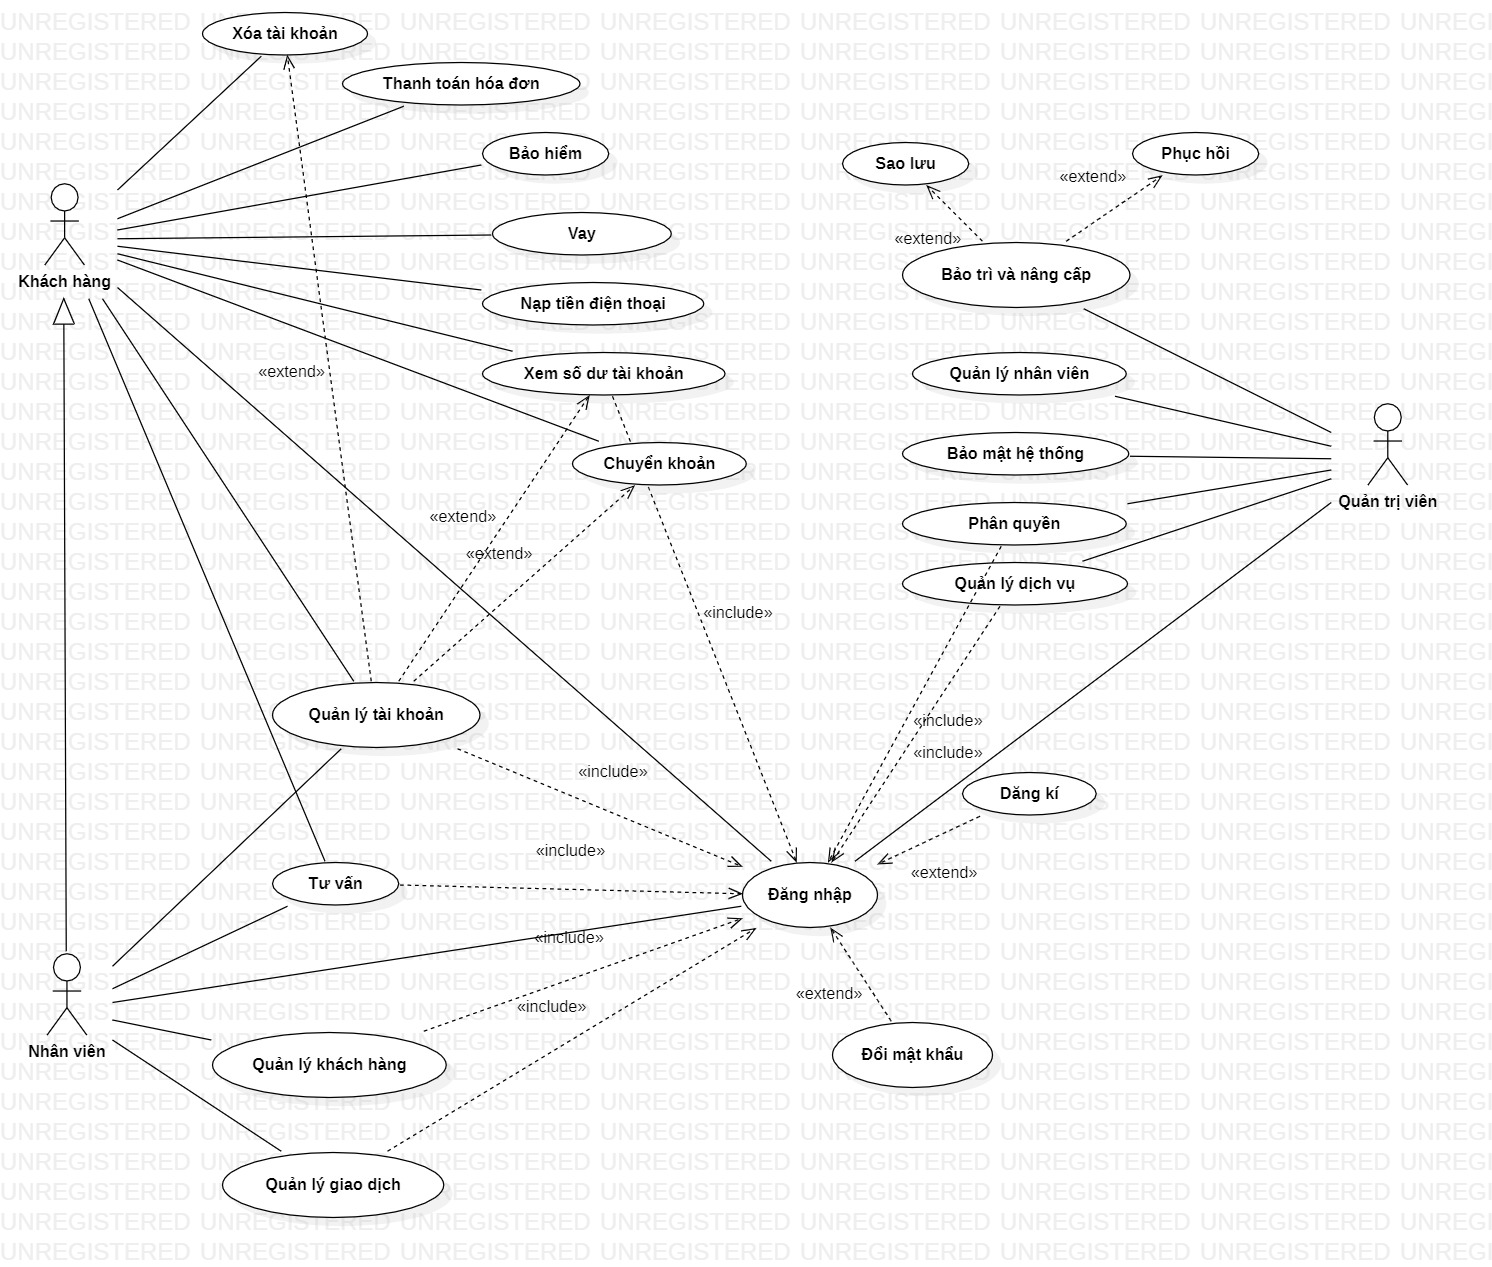 Xóa tài khoản
Thanh toán hóa đơn
Bảo hiểm
Sao lưu
Phục hồi
«extend»
Vay
«extend»
Khách hàng
Bảo trì và nâng cấp
Nạp tiền điện thoại
«extend»
Xem số dư tài khoản
Quản lý nhân viên
Chuyển khoản
Bảo mật hệ thống
Quản trị viên
«extend»
Phân quyền
«extend»
Quản lý dịch vụ
«include»
Quản lý tài khoản
«include»
«include»
«include»
Dăng kí
«include»
«extend»
Tư vấn
Đăng nhập
«include»
«extend»
«include»
Nhân viên
Quản lý khách hàng
Đổi mật khẩu
Quản lý giao dịch
UNREGISTERED